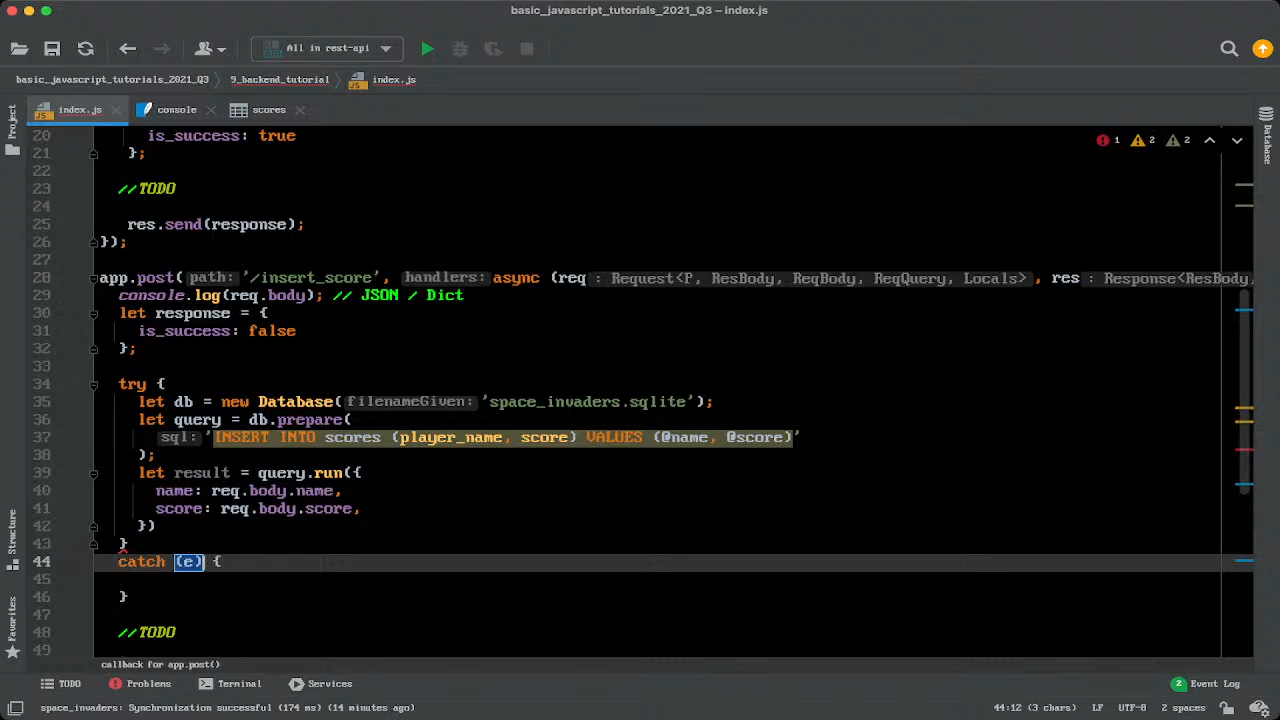 basic_javascript_tutorials_2021_Q3 – index.js
All in rest-api
basic_javascript_tutorials_2021_Q3 9_backend_tutorial index.js
index.js console scores
Project
Database
1 2 2
20 is_success: true
21 };
22
23 //TODO
24
25 res.send(response);
26 });
27
28 app.post( path: '/insert_score', handlers: async (req : Request<P, ResBody, ReqBody, ReqQuery, Locals> , res : Response<ResBody,
29 console.log(req.body); // JSON / Dict
30 let response = {
31 is_success: false
32 };
33
34 try {
35 let db = new Database( filenameGiven: 'space_invaders.sqlite');
36 let query = db.prepare(
37 sql: 'INSERT INTO scores (player_name, score) VALUES (@name, @score)'
38 );
39 let result = query.run({
40 name: req.body.name,
41 score: req.body.score,
42 })
43 }
44 catch (e) {
45
46 }
47
48 //TODO
49
Structure
Favorites
callback for app.post()
TODO Problems Terminal Services 2 Event Log
space_invaders: Synchronization successful (174 ms) (14 minutes ago) 44:12 (3 chars) LF UTF-8 2 spaces